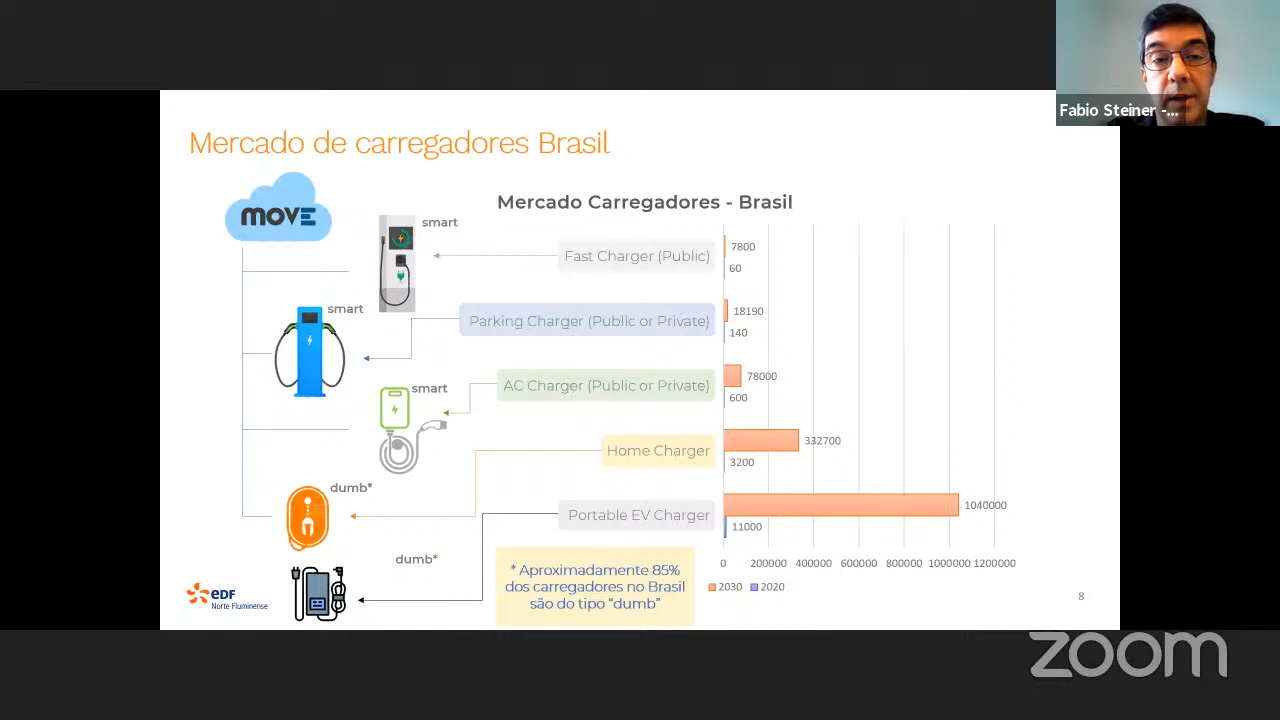 Fabio Steiner -...
Mercado de carregadores Brasil
MOVE
Mercado Carregadores - Brasil
smart
Fast Charger (Public)
7800
60
smart
Parking Charger (Public or Private)
18190
140
smart
AC Charger (Public or Private)
78000
600
Home Charger
332700
3200
dumb*
Portable EV Charger
1040000
11000
dumb*
* Aproximadamente 85%
dos carregadores no Brasil
são do tipo “dumb”
0 200000 400000 600000 800000 1000000 1200000
2030 2020
eDF
Norte Fluminense
8
zoom